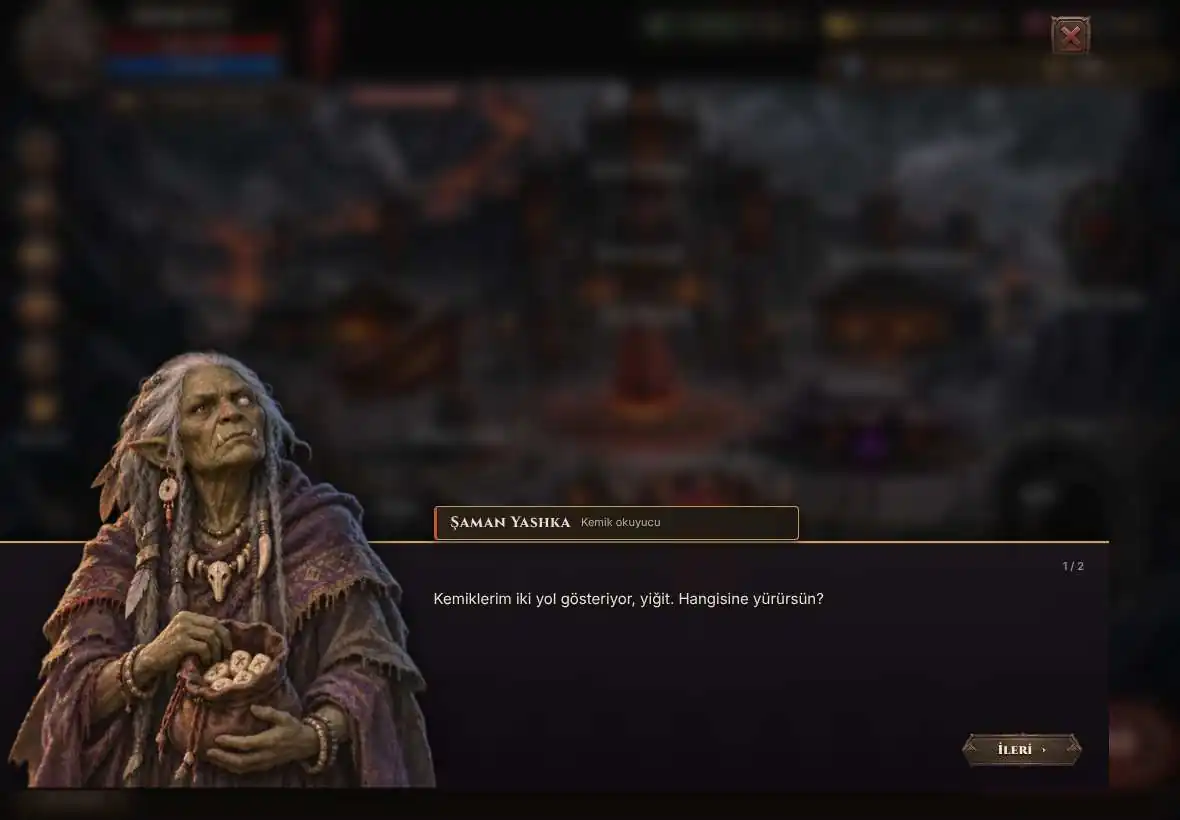 ŞAMAN YASHKA Kemik okuyucu
1 / 2
Kemiklerim iki yol gösteriyor, yiğit. Hangisine yürürsün?
İLERİ ›